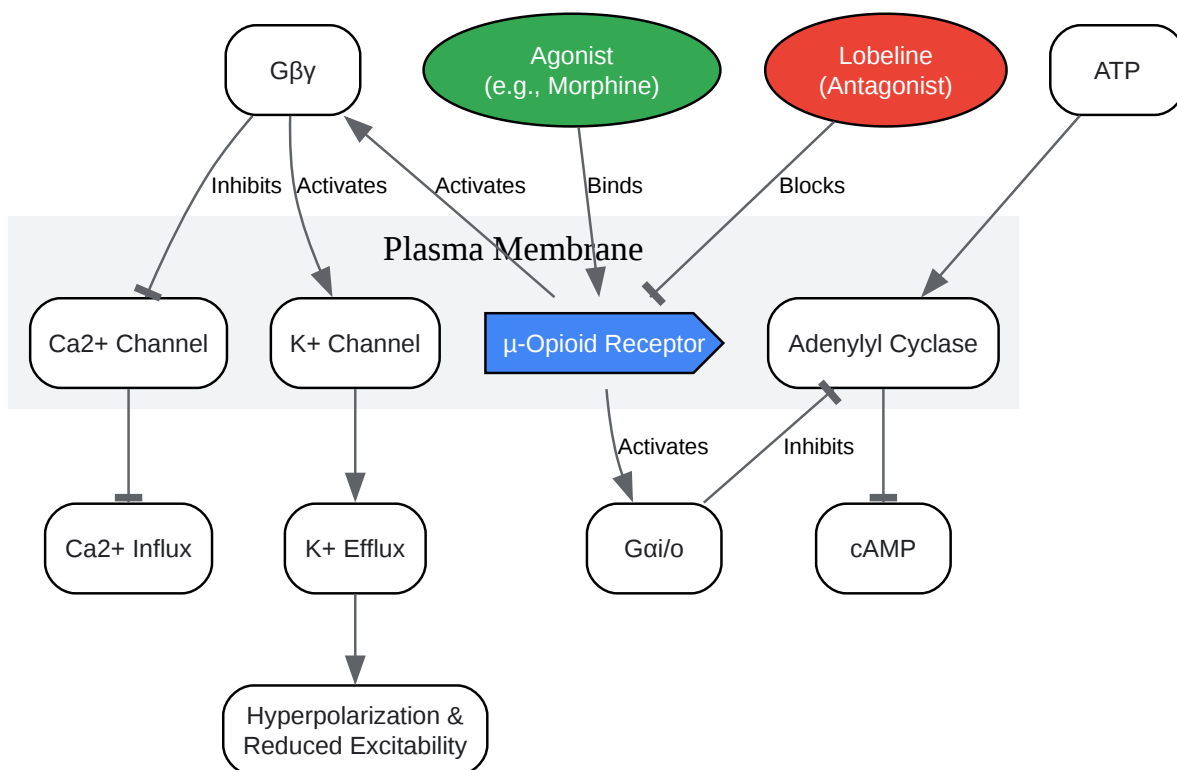 Gβγ
Agonist
(e.g., Morphine)
Lobeline
(Antagonist)
ATP
Inhibits
Activates
Activates
Binds
Blocks
Plasma Membrane
Ca2+ Channel
K+ Channel
µ-Opioid Receptor
Adenylyl Cyclase
Activates
Inhibits
Ca2+ Influx
K+ Efflux
Gαi/o
cAMP
Hyperpolarization &
Reduced Excitability